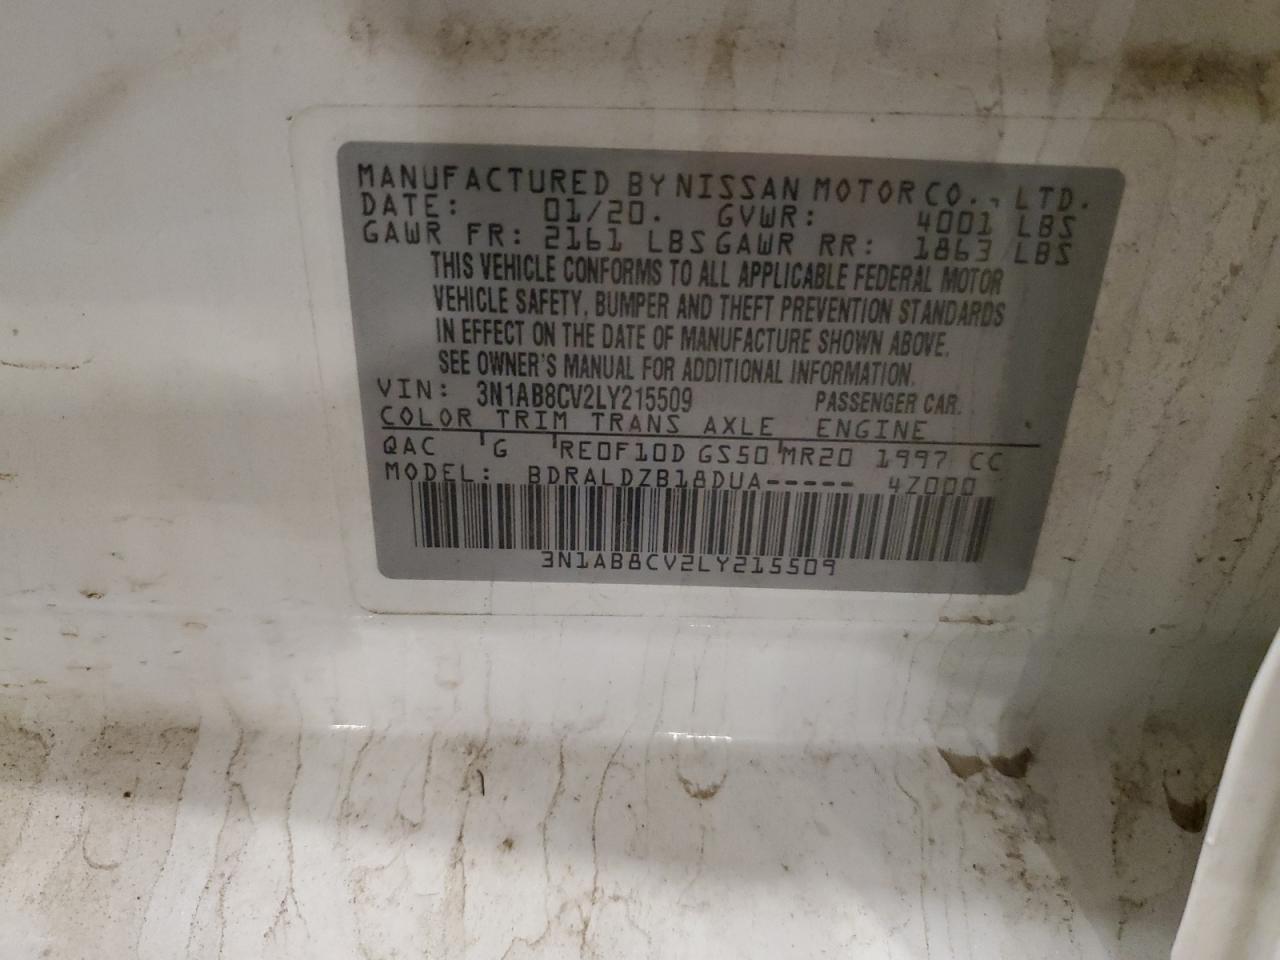 MANUFACTURED BY NISSAN MOTOR CO., LTD.
DATE: 01/20. GVWR: 4001 LBS
GAWR FR: 2161 LBS GAWR RR: 1863 LBS
THIS VEHICLE CONFORMS TO ALL APPLICABLE FEDERAL MOTOR
VEHICLE SAFETY, BUMPER AND THEFT PREVENTION STANDARDS
IN EFFECT ON THE DATE OF MANUFACTURE SHOWN ABOVE.
SEE OWNER'S MANUAL FOR ADDITIONAL INFORMATION.
VIN: 3N1AB8CV2LY215509 PASSENGER CAR.
COLOR TRIM TRANS AXLE ENGINE
QAC G RE0F10D GS50 MR20 1997 CC
MODEL: BDRALDZB18DUA----- 4Z000
3N1AB8CV2LY215509